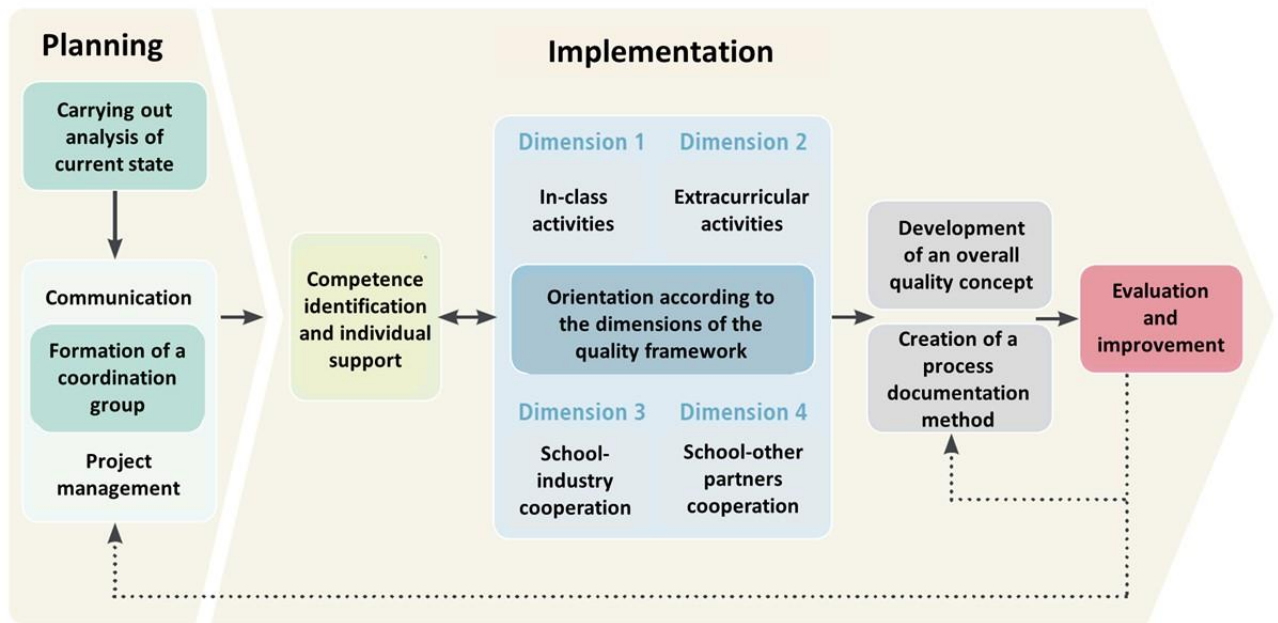 Planning
Implementation
Carrying out
analysis of
current state
Communication
Formation of a
coordination
group
Project
management
Competence
identification
and individual
support
Dimension 1
In-class
activities
Dimension 2
Extracurricular
activities
Orientation according to
the dimensions of the
quality framework
Dimension 3
School-
industry
cooperation
Dimension 4
School-other
partners
cooperation
Development
of an overall
quality concept
Creation of a
process
documentation
method
Evaluation
and
improvement